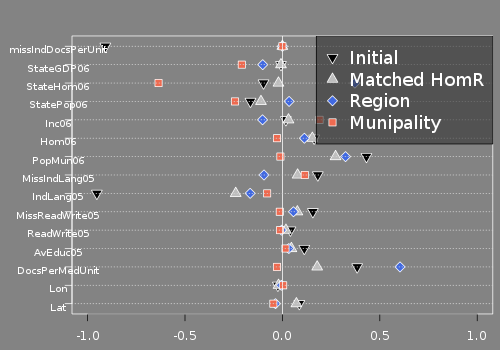 missIndDocsPerUnit
StateGDP06
StateHom06
StatePop06
Inc06
Hom06
PopMun06
MissIndLang05
IndLang05
MissReadWrite05
ReadWrite05
AvEduc05
DocsPerMedUnit
Lon
Lat
Initial
Matched HomR
Region
Munipality
-1.0 -0.5 0.0 0.5 1.0